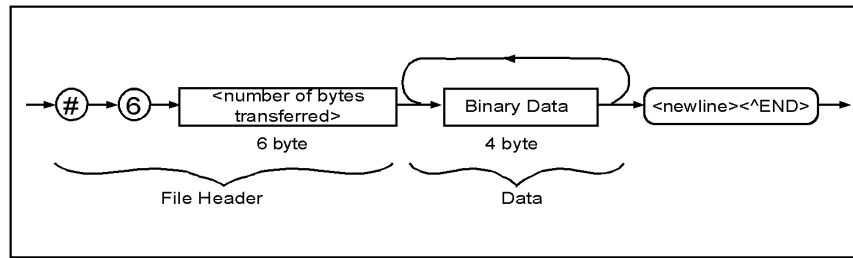 #
6
<number of bytes
transferred>
Binary Data
<newline><^END>
6 byte
4 byte
File Header
Data